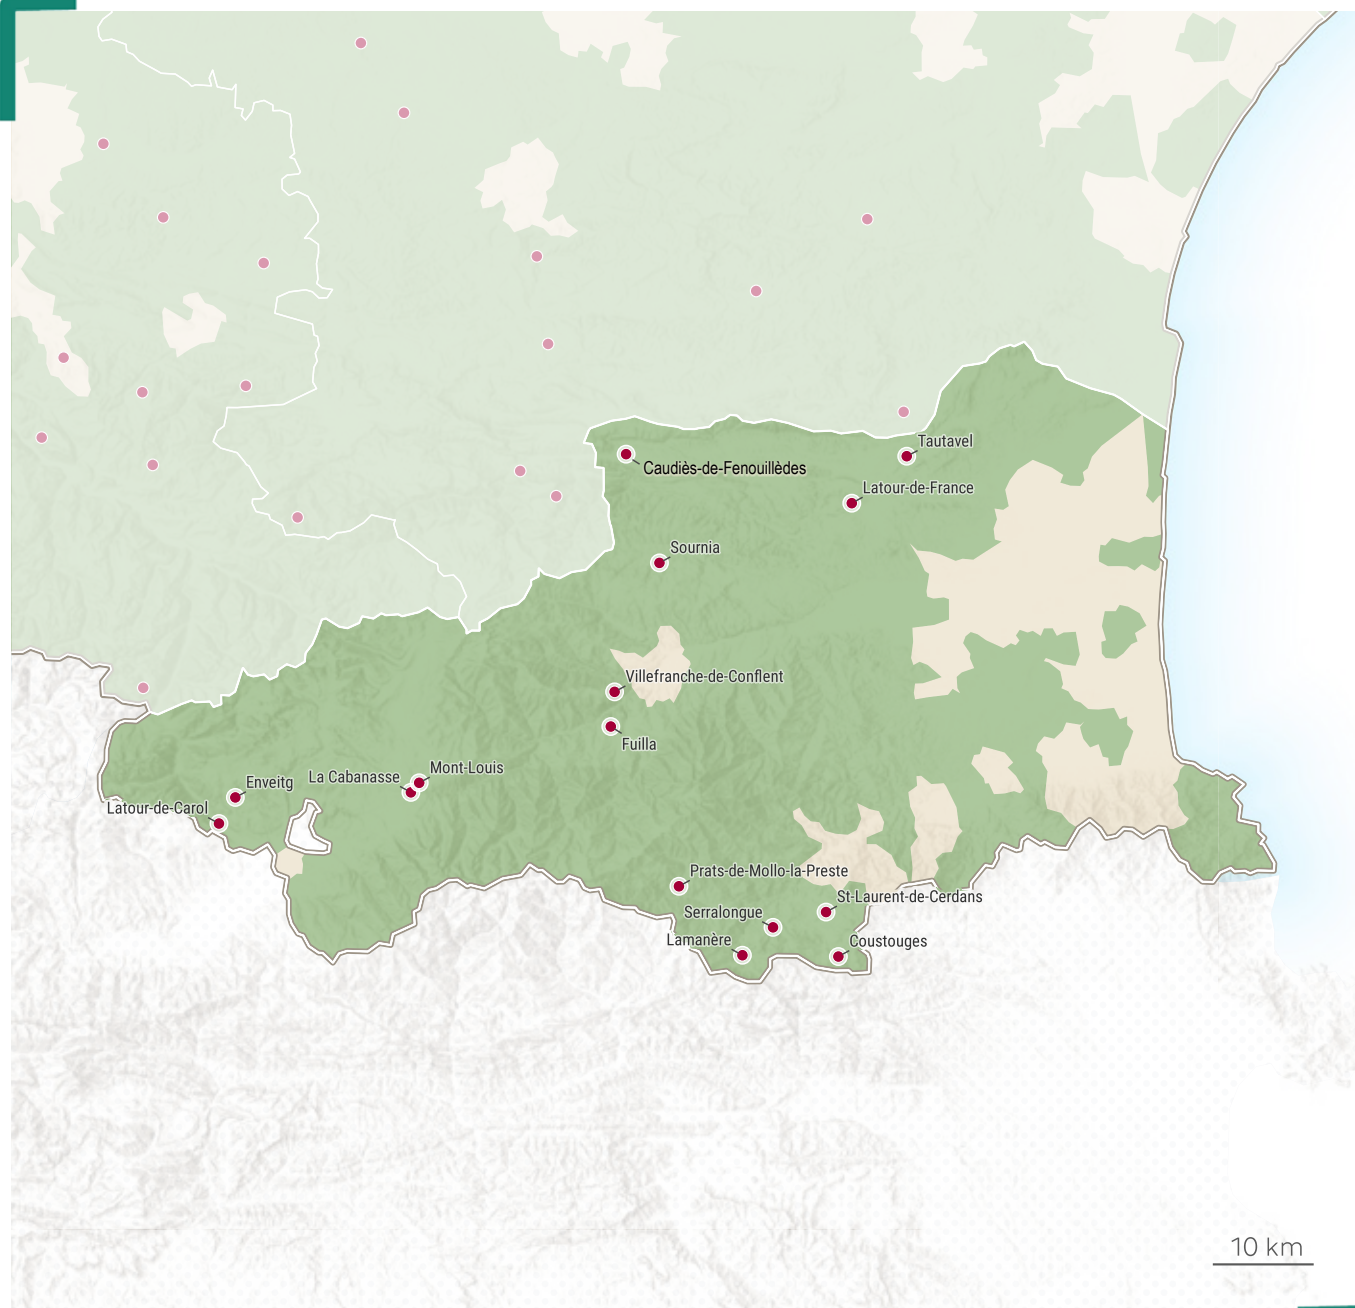 Tautavel
Caudiès-de-Fenouillèdes
Latour-de-France
Sournia
Villefranche-de-Conflent
Fuilla
Mont-Louis
La Cabanasse
Enveitg
Latour-de-Carol
Prats-de-Mollo-la-Preste
St-Laurent-de-Cerdans
Serralongue
Lamanère
Coustouges
10 km